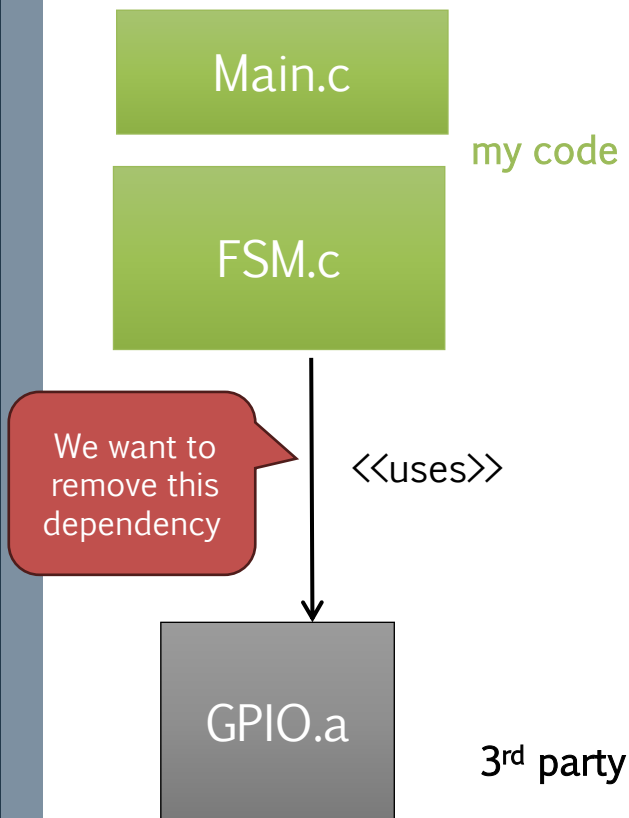 Main.c
my code
FSM.c
We want to
remove this
dependency
<<uses>>
GPIO.a
3rd party